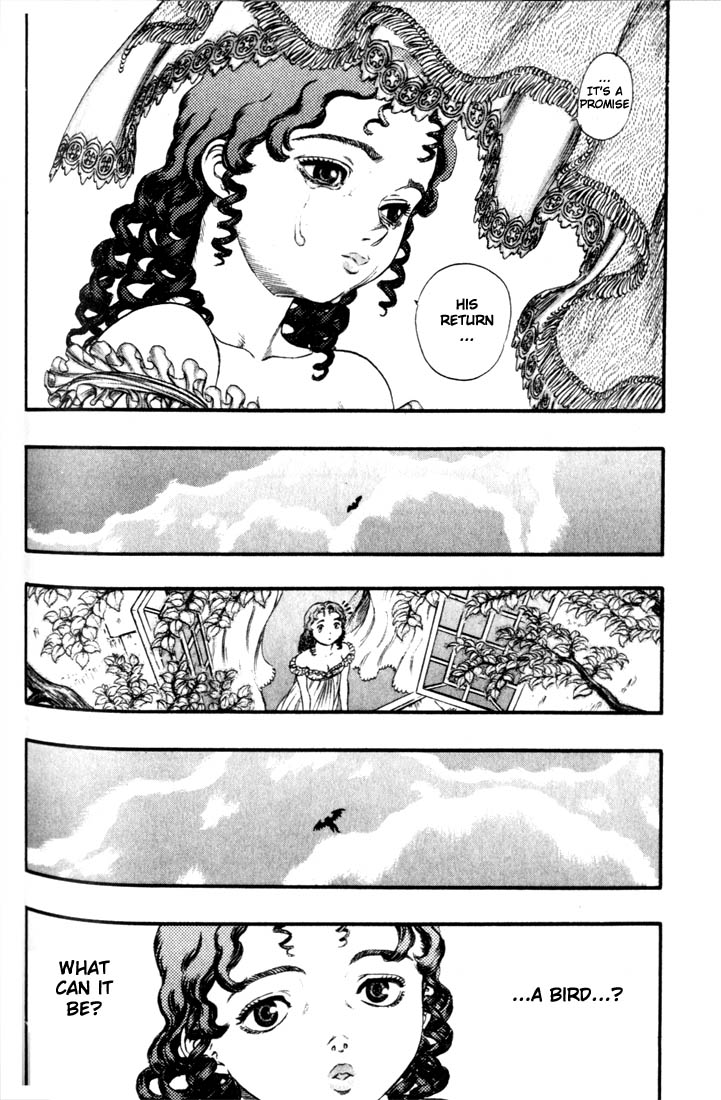 ...
IT'S A
PROMISE
HIS
RETURN
...
WHAT
CAN IT
BE?
...A BIRD...?